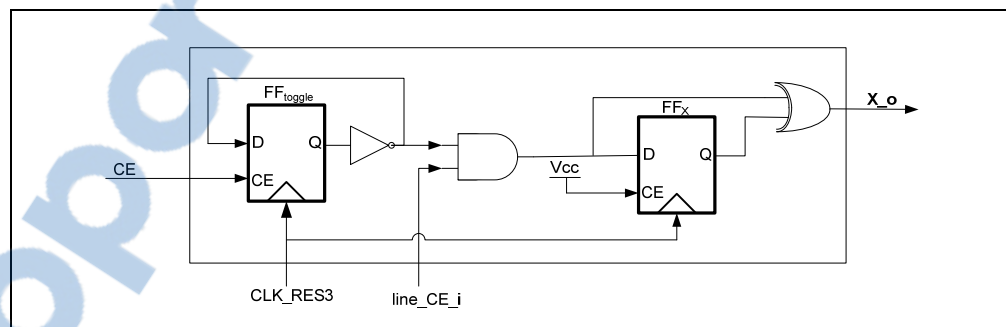 FFtoggle
FFX
X_o
D
Q
D
Q
Vcc
CE
CE
CE
CLK_RES3
line_CE_i